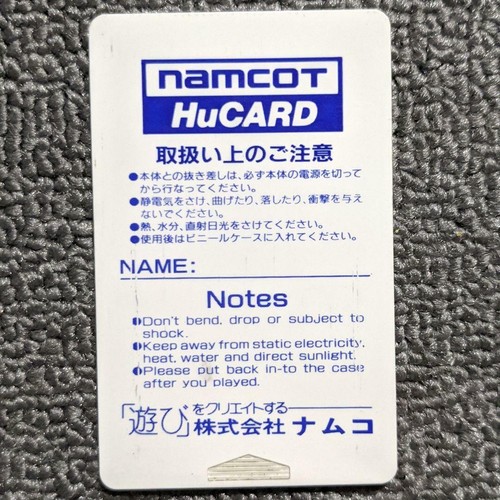 namcoT
HuCARD
取扱い上のご注意
●本体との抜き差しは、必ず本体の電源を切って
から行なってください。
●静電気をさけ、曲げたり、落したり、衝撃を与え
ないでください。
●熱、水分、直射日光をさけてください。
●使用後はビニールケースに入れてください。
NAME:
Notes
●Don't bend, drop or subject to
shock.
●Keep away from static electricity,
heat, water and direct sunlight.
●Please put back in-to the case
after you played.
「遊び」をクリエイトする
株式会社 ナムコ